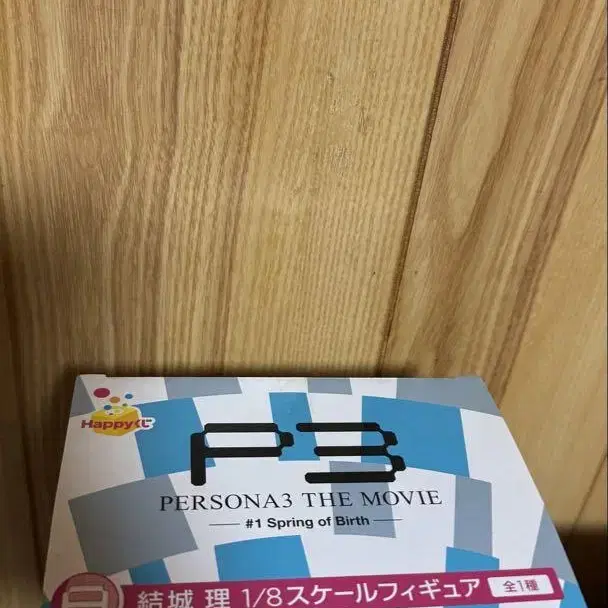 Happyくじ
P3
PERSONA3 THE MOVIE
#1 Spring of Birth
結城 理 1/8スケールフィギュア 全1種